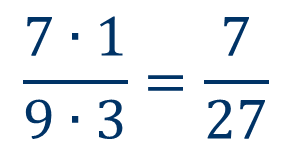 7 · 1 / 9 · 3 = 7 / 27